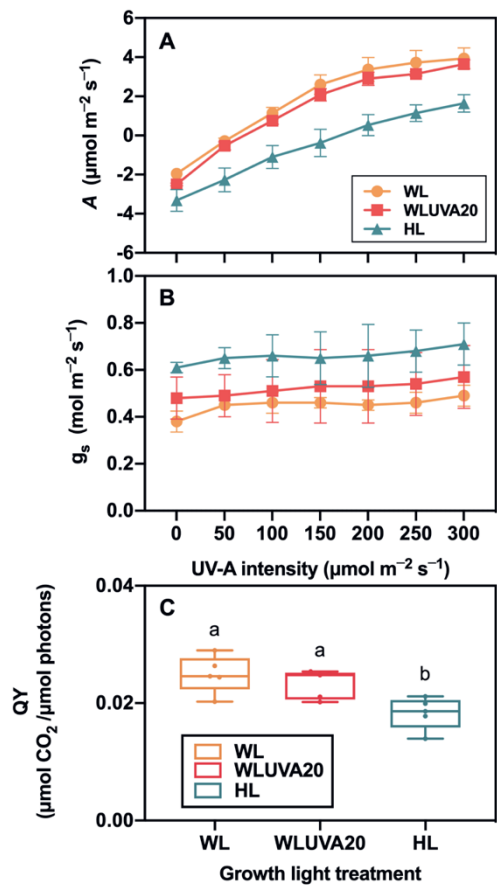 A
A (μmol m⁻² s⁻¹)
6
4
2
0
-2
-4
-6
WL
WLUVA20
HL
B
gs (mol m⁻² s⁻¹)
1.0
0.8
0.6
0.4
0.2
0.0
0 50 100 150 200 250 300
UV-A intensity (μmol m⁻² s⁻¹)
C
QY
(μmol CO₂ /μmol photons)
0.04
0.02
0.00
a a b
WL
WLUVA20
HL
WL WLUVA20 HL
Growth light treatment